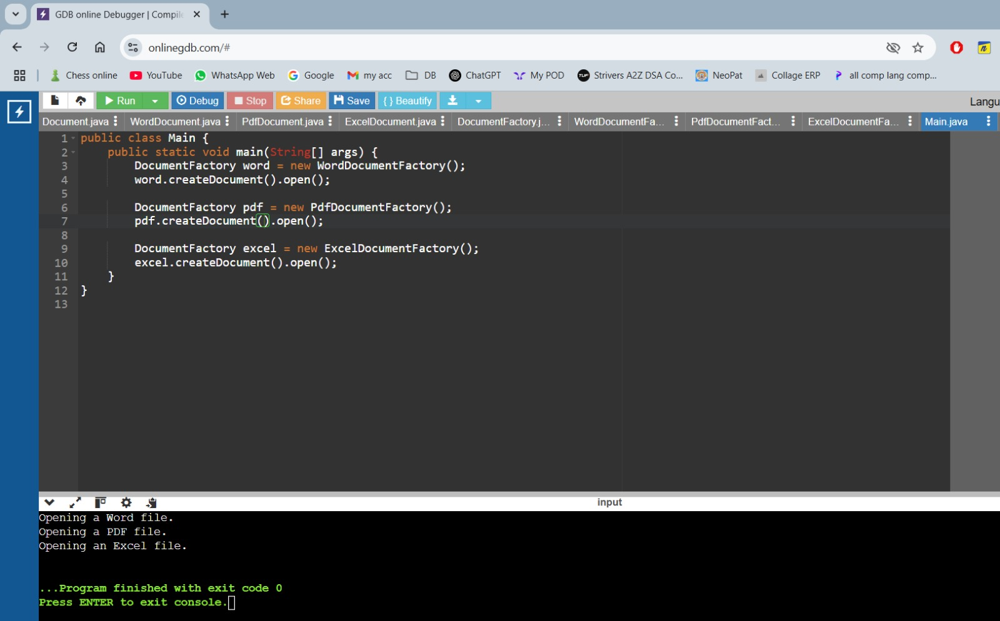 GDB online Debugger | Compile
onlinegdb.com/#
Chess online YouTube WhatsApp Web Google my acc DB ChatGPT My POD Strivers A2Z DSA Co... NeoPat Collage ERP all comp lang comp...
Run Debug Stop Share Save { } Beautify Langu
Document.java WordDocument.java PdfDocument.java ExcelDocument.java DocumentFactory.j... WordDocumentFa... PdfDocumentFact... ExcelDocumentFa... Main.java
1 public class Main {
2 public static void main(String[] args) {
3 DocumentFactory word = new WordDocumentFactory();
4 word.createDocument().open();
5
6 DocumentFactory pdf = new PdfDocumentFactory();
7 pdf.createDocument().open();
8
9 DocumentFactory excel = new ExcelDocumentFactory();
10 excel.createDocument().open();
11 }
12 }
13
input
Opening a Word file.
Opening a PDF file.
Opening an Excel file.
...Program finished with exit code 0
Press ENTER to exit console.